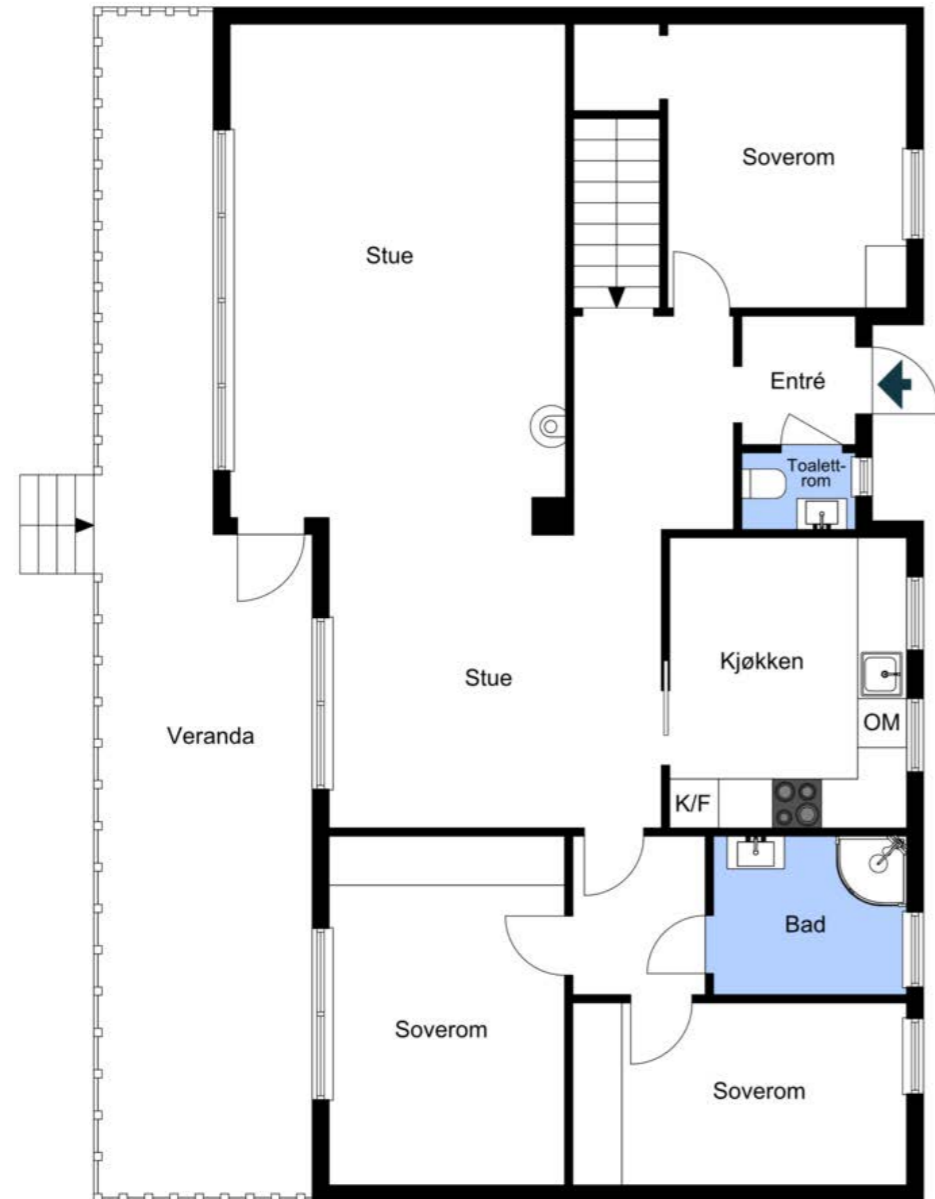 Soverom
Stue
Entré
Toalett-
rom
Kjøkken
Stue
OM
Veranda
K/F
Bad
Soverom
Soverom